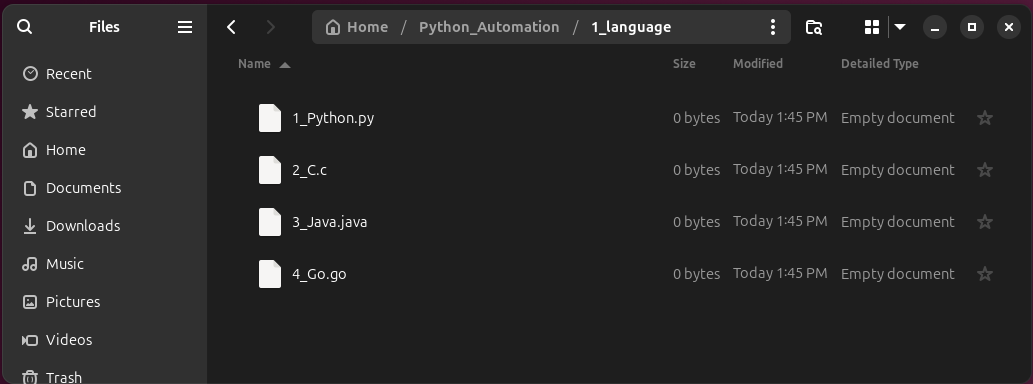 Files
Home / Python_Automation / 1_language
Recent
Starred
Home
Documents
Downloads
Music
Pictures
Videos
Trash
Name Size Modified Detailed Type
1_Python.py 0 bytes Today 1:45 PM Empty document
2_C.c 0 bytes Today 1:45 PM Empty document
3_Java.java 0 bytes Today 1:45 PM Empty document
4_Go.go 0 bytes Today 1:45 PM Empty document